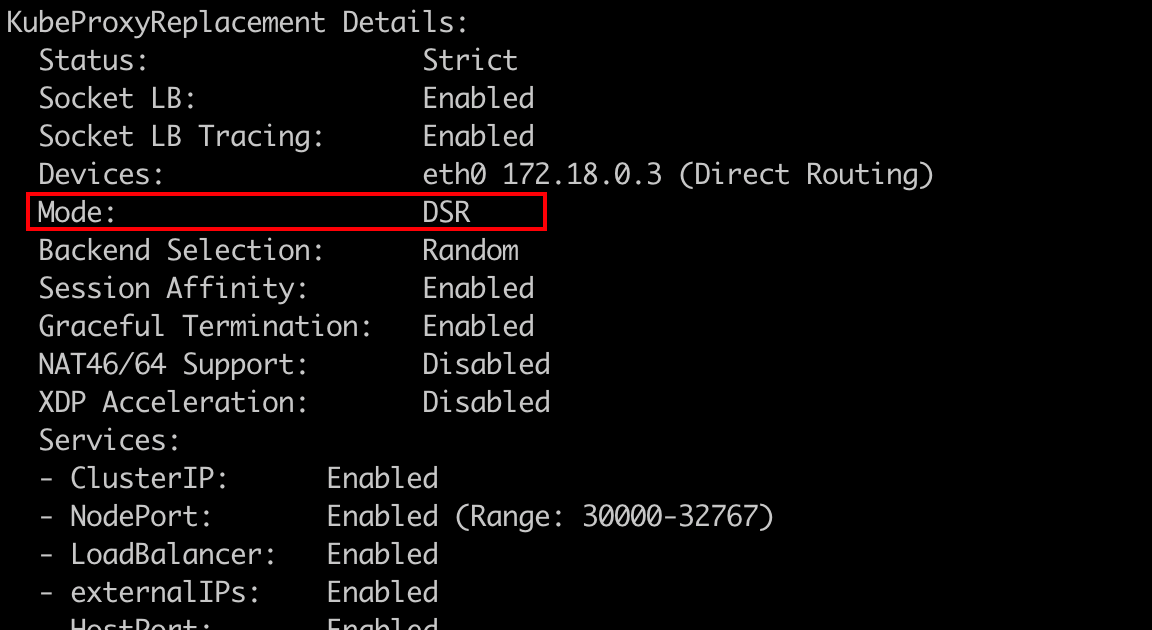 KubeProxyReplacement Details:
Status: Strict
Socket LB: Enabled
Socket LB Tracing: Enabled
Devices: eth0 172.18.0.3 (Direct Routing)
Mode: DSR
Backend Selection: Random
Session Affinity: Enabled
Graceful Termination: Enabled
NAT46/64 Support: Disabled
XDP Acceleration: Disabled
Services:
- ClusterIP: Enabled
- NodePort: Enabled (Range: 30000-32767)
- LoadBalancer: Enabled
- externalIPs: Enabled
HostPort: Enabled